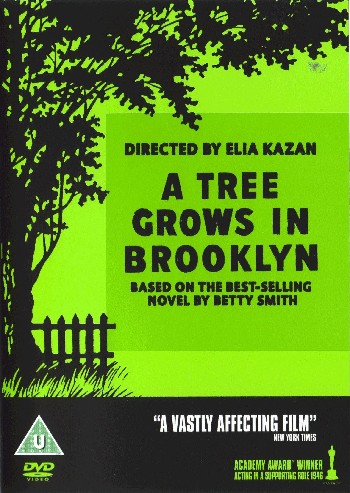 DIRECTED BY ELIA KAZAN
A TREE
GROWS IN
BROOKLYN
BASED ON THE BEST-SELLING
NOVEL BY BETTY SMITH
"A VASTLY AFFECTING FILM"
NEW YORK TIMES
U
DVD
VIDEO
ACADEMY AWARD® WINNER
ACTING IN A SUPPORTING ROLE 1946